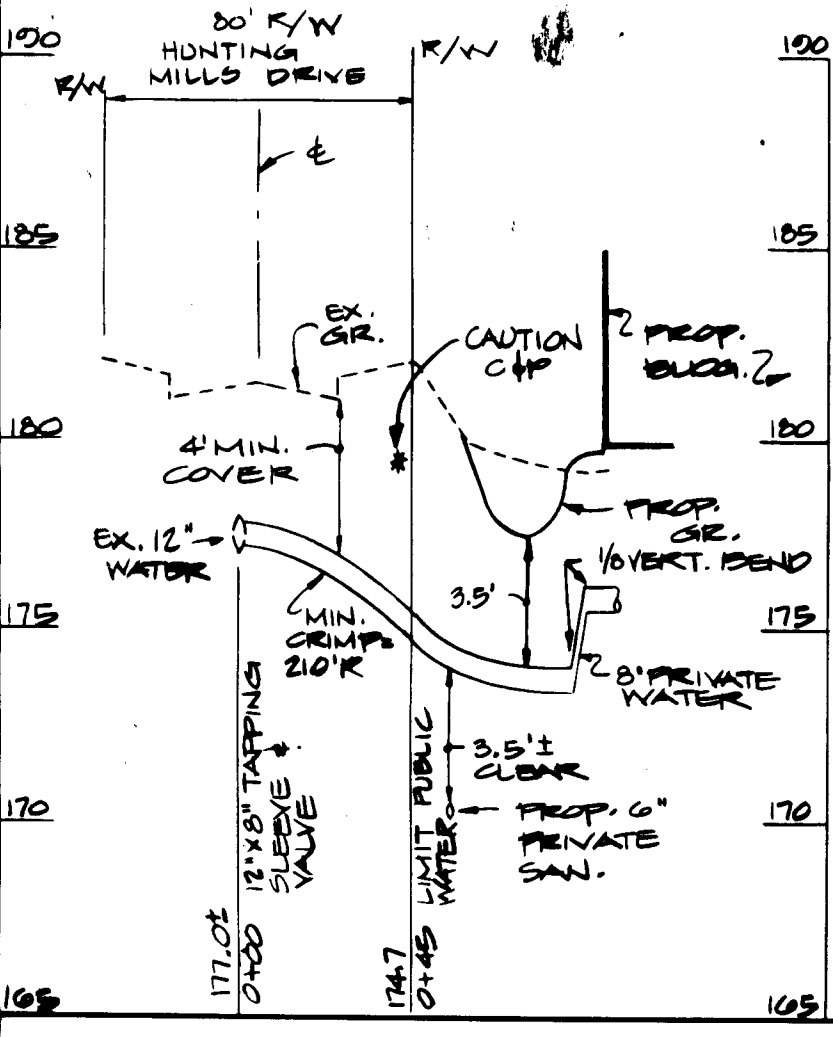 80' R/W
HUNTING
MILLS DRIVE
R/W
R/W
190
190
℄
185
185
EX.
GR.
CAUTION
C&P
PROP.
BLDG.
180
180
4' MIN.
COVER
*
PROP.
GR.
EX. 12"
WATER
1/8 VERT. BEND
3.5'
175
175
MIN.
CRIMP=
210'R
8" PRIVATE
WATER
3.5'±
CLEAR
170
170
PROP. 6"
PRIVATE
SAN.
12"x8" TAPPING
SLEEVE &
VALVE
LIMIT PUBLIC
WATER
177.0±
0+00
174.7
0+45
165
165